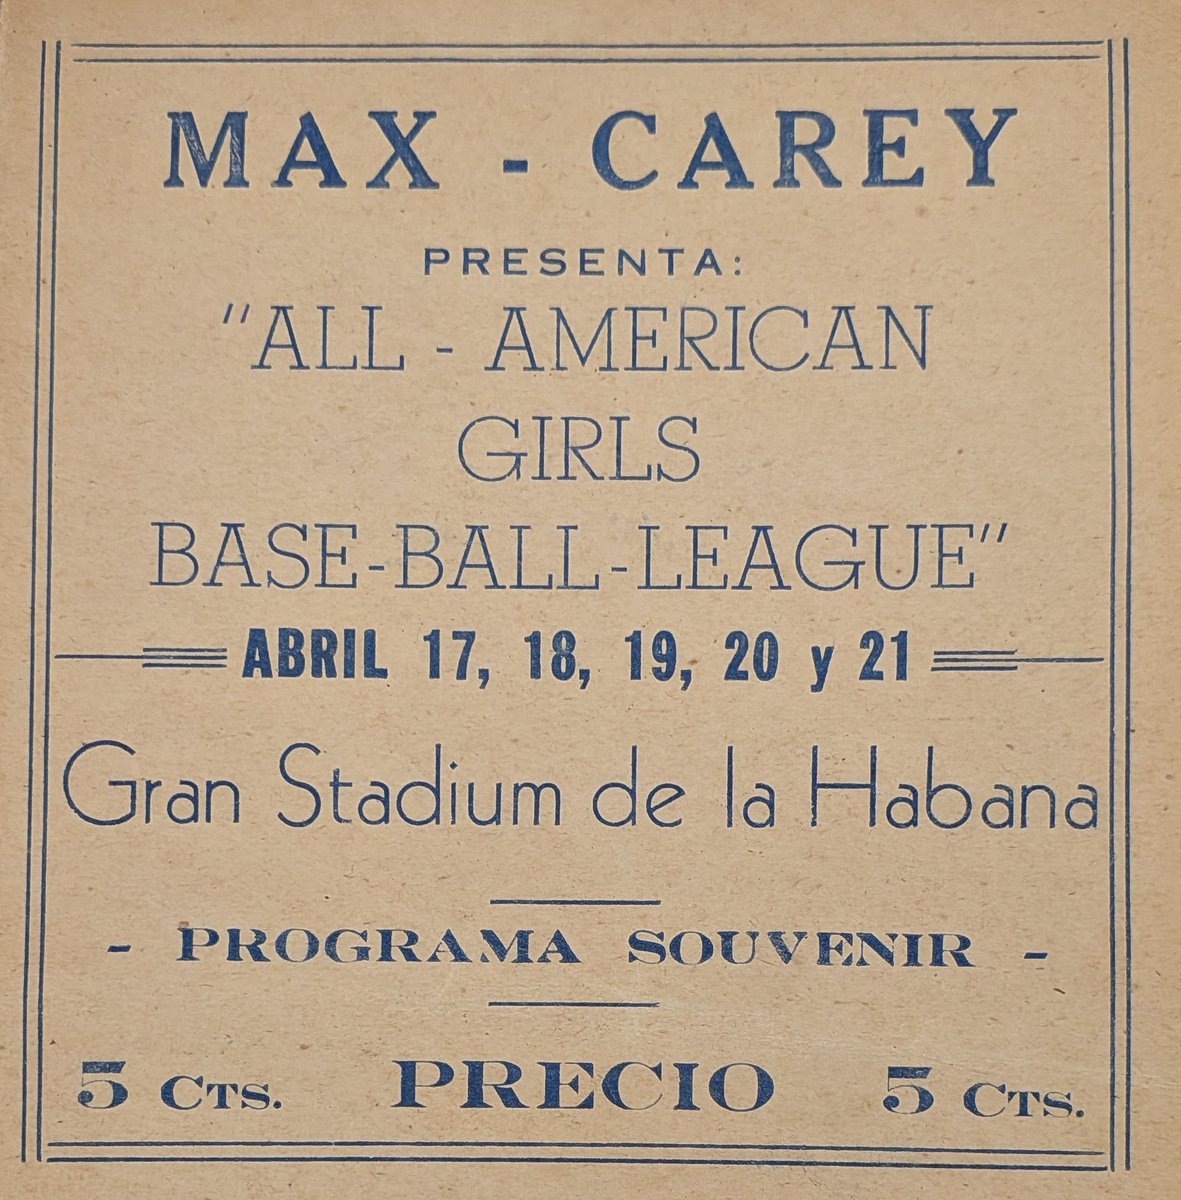 MAX - CAREY
PRESENTA:
"ALL - AMERICAN
GIRLS
BASE-BALL-LEAGUE"
ABRIL 17, 18, 19, 20 y 21
Gran Stadium de la Habana
- PROGRAMA SOUVENIR -
5 CTS. PRECIO 5 CTS.